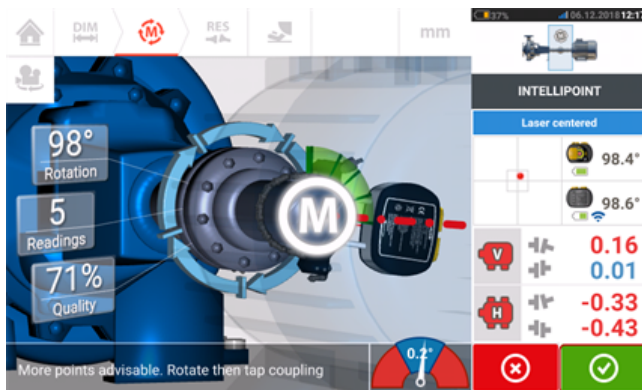 DIM
M
RES
mm
37%
06.12.2018 12:17
INTELLIPOINT
Laser centered
98.4°
98.6°
98°
Rotation
5
Readings
71%
Quality
M
V
0.16
0.01
H
-0.33
-0.43
0.2°
More points advisable. Rotate then tap coupling